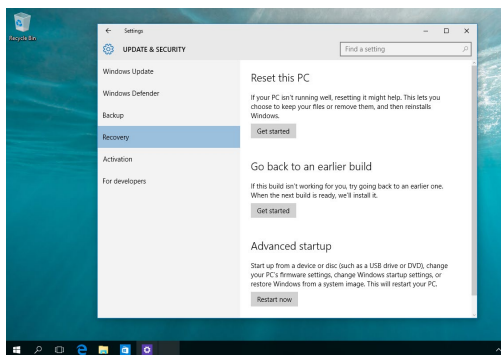 Recycle Bin
Settings
UPDATE & SECURITY
Find a setting
Windows Update
Windows Defender
Backup
Recovery
Activation
For developers
Reset this PC
If your PC isn't running well, resetting it might help. This lets you
choose to keep your files or remove them, and then reinstalls
Windows.
Get started
Go back to an earlier build
If this build isn't working for you, try going back to an earlier one.
When the next build is ready, we'll install it.
Get started
Advanced startup
Start up from a device or disc (such as a USB drive or DVD), change
your PC's firmware settings, change Windows startup settings, or
restore Windows from a system image. This will restart your PC.
Restart now